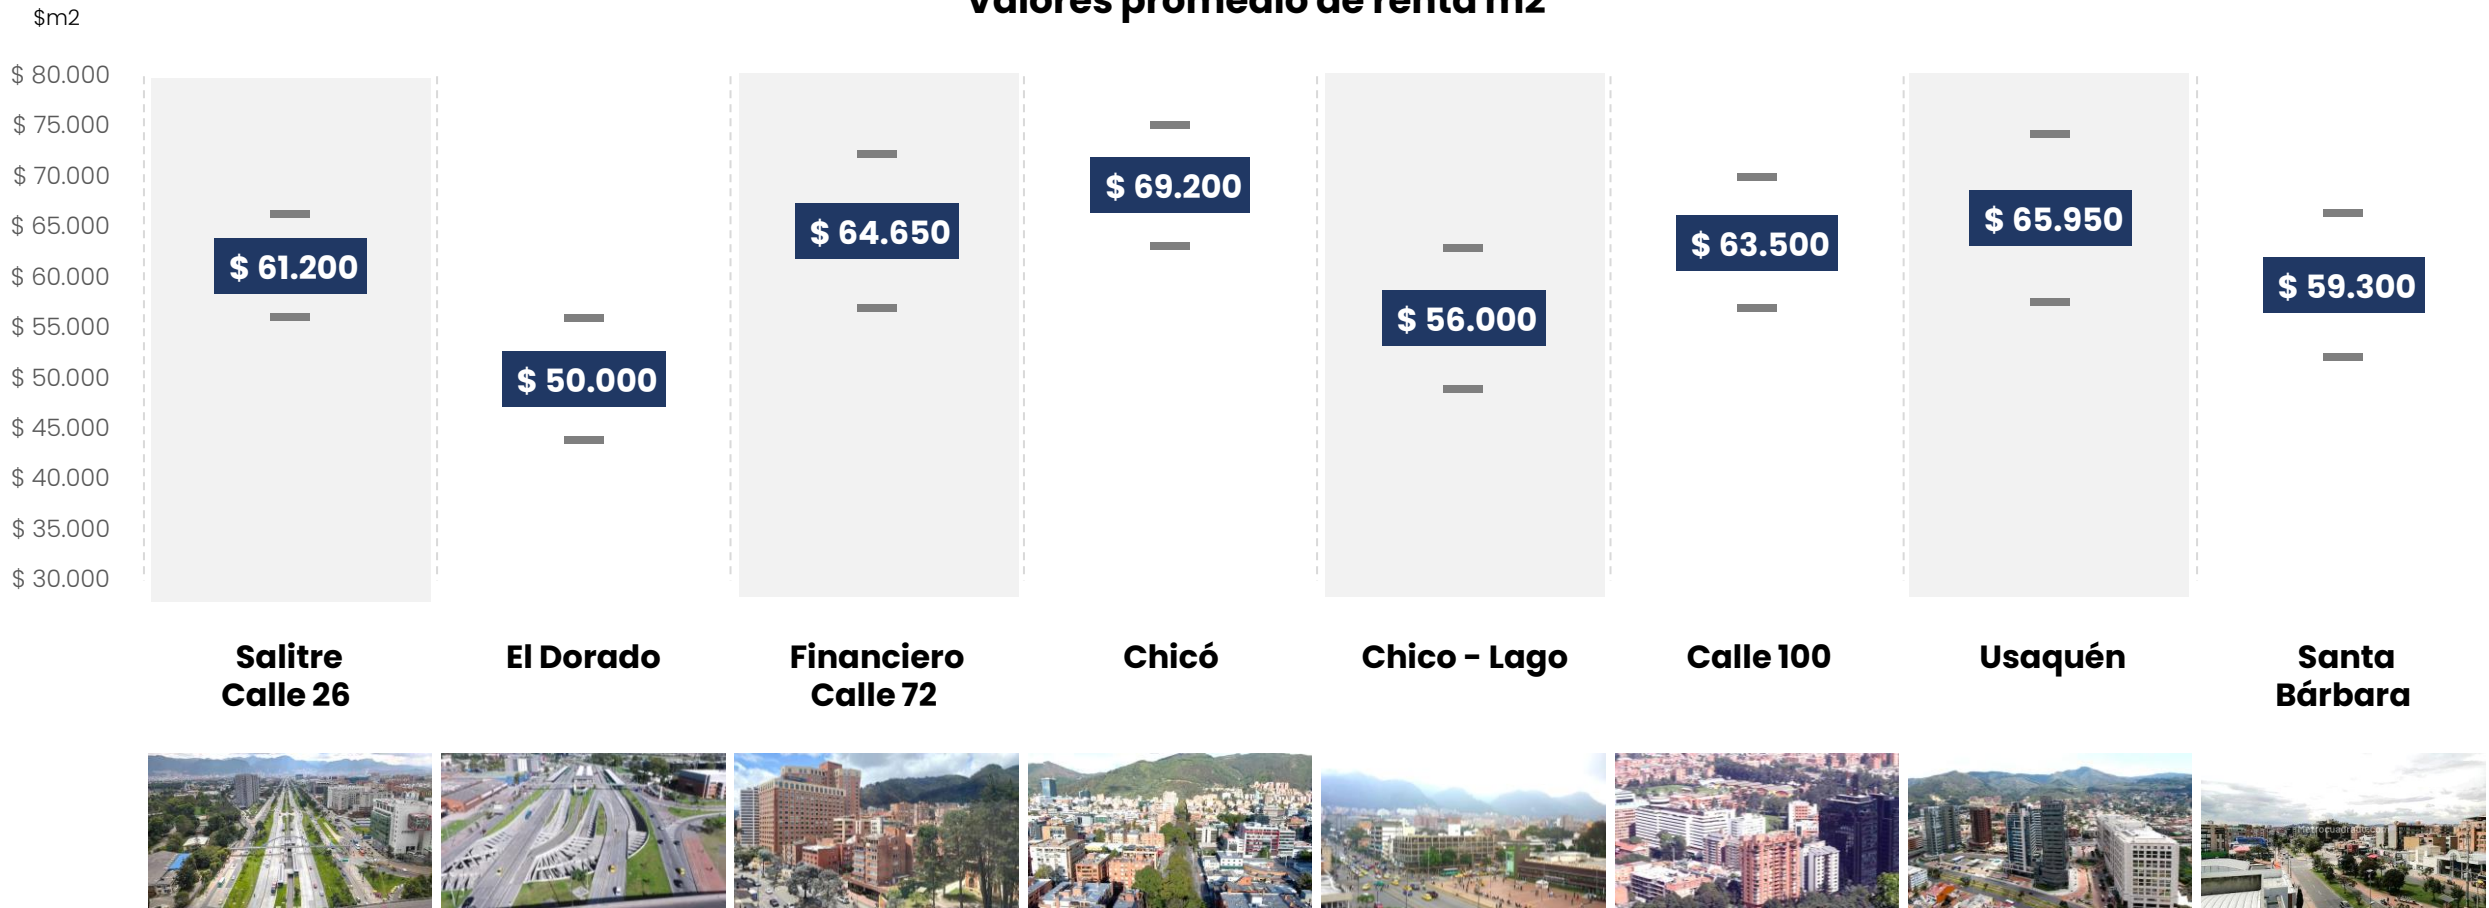 Valores promedio de renta m2
$m2
$ 80.000
$ 75.000
$ 70.000
$ 65.000
$ 60.000
$ 55.000
$ 50.000
$ 45.000
$ 40.000
$ 35.000
$ 30.000
$ 61.200
$ 50.000
$ 64.650
$ 69.200
$ 56.000
$ 63.500
$ 65.950
$ 59.300
Salitre
Calle 26
El Dorado
Financiero
Calle 72
Chicó
Chico - Lago
Calle 100
Usaquén
Santa
Bárbara
Metrocuadrado.com